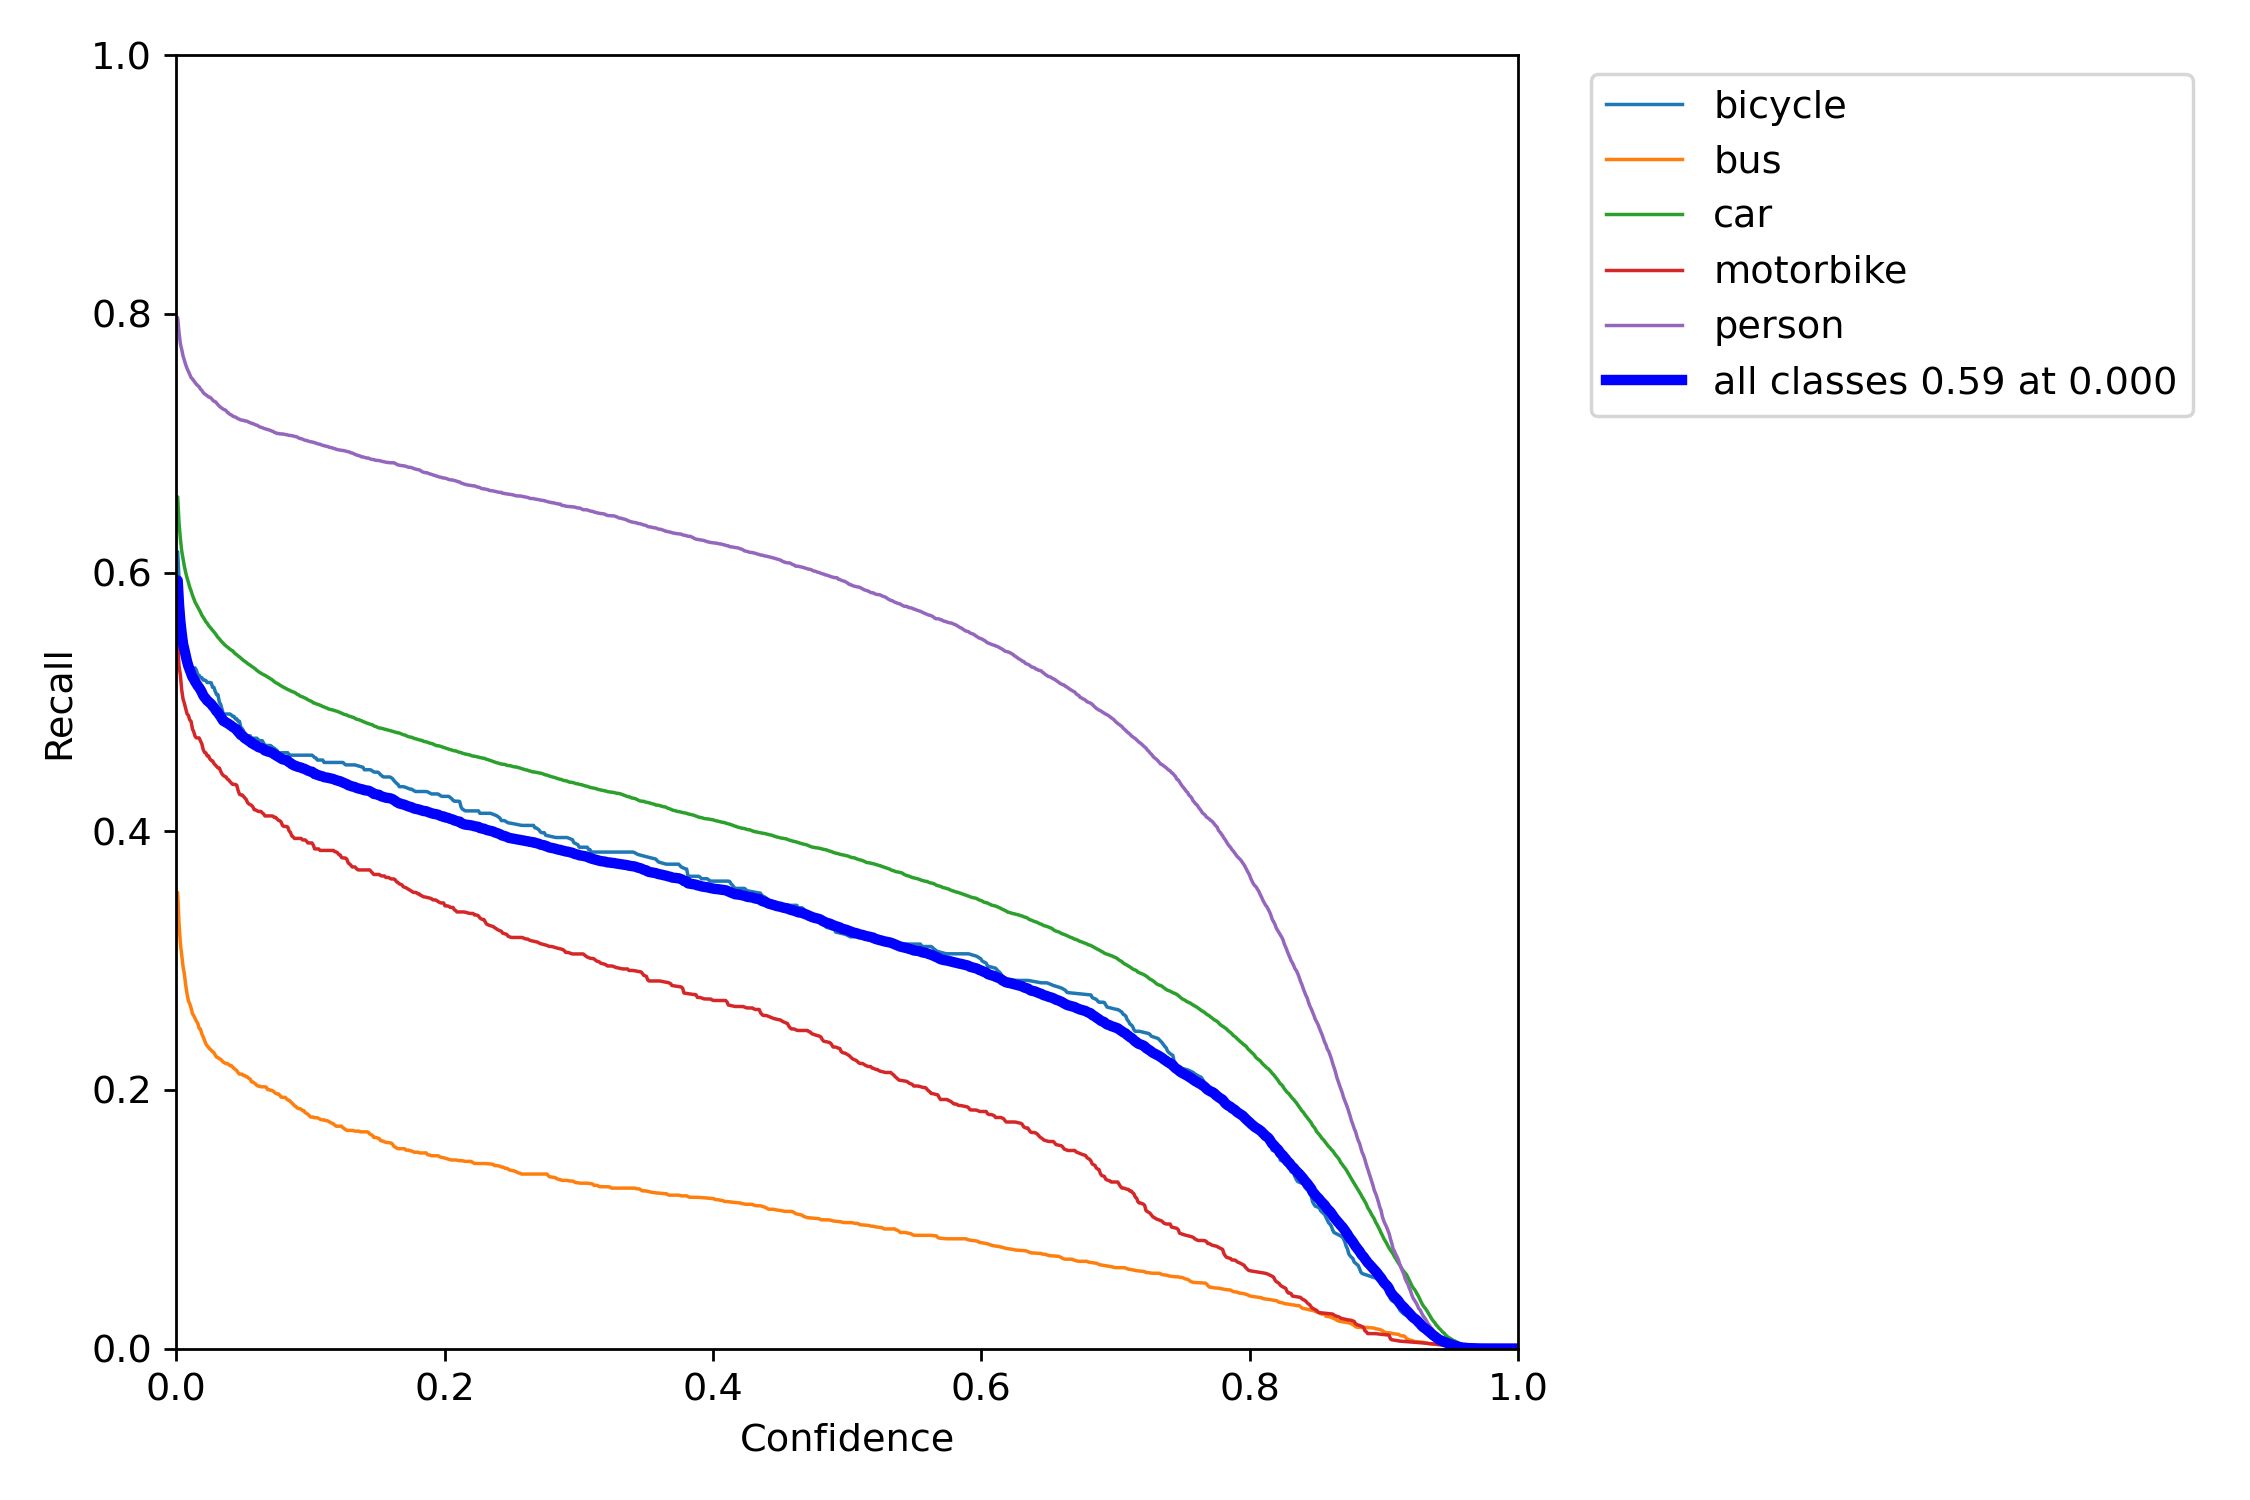 1.0
0.8
0.6
0.4
0.2
0.0
Recall
0.0 0.2 0.4 0.6 0.8 1.0
Confidence
bicycle
bus
car
motorbike
person
all classes 0.59 at 0.000